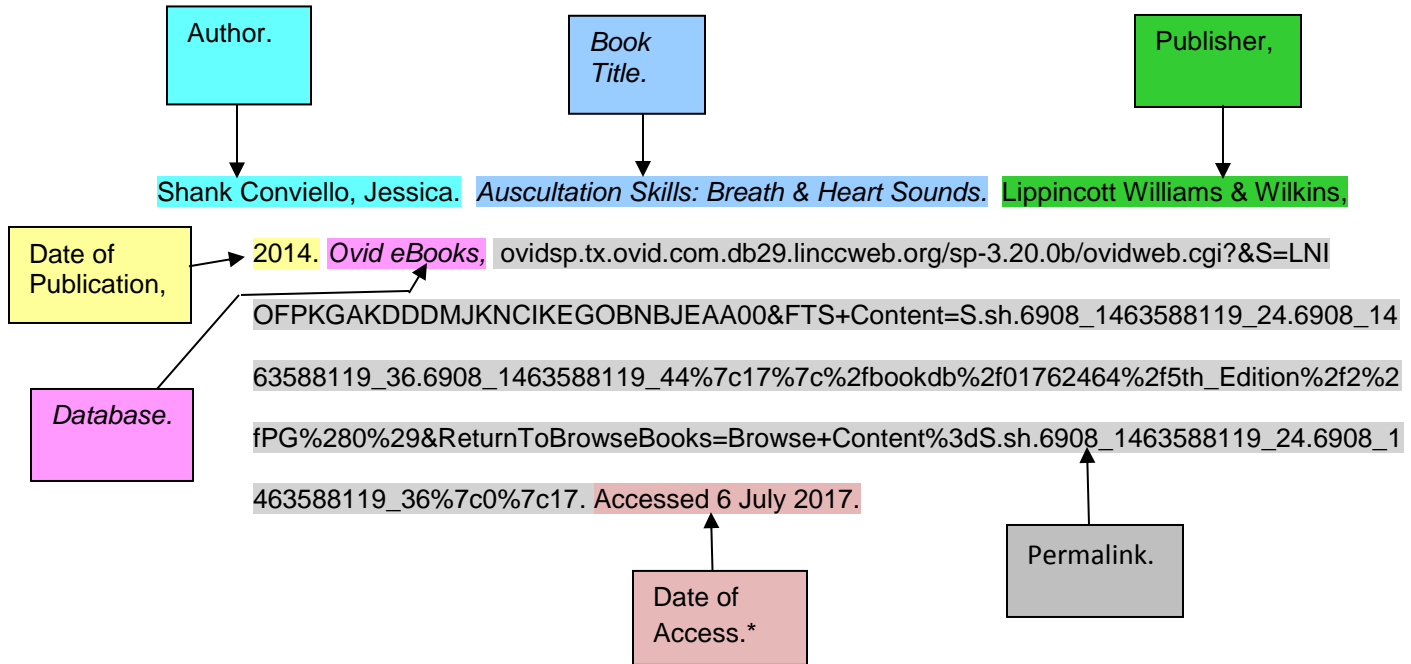 Author.
Book
Title.
Publisher,
Shank Conviello, Jessica. Auscultation Skills: Breath & Heart Sounds. Lippincott Williams & Wilkins,
Date of
Publication,
2014. Ovid eBooks, ovidsp.tx.ovid.com.db29.linccweb.org/sp-3.20.0b/ovidweb.cgi?&S=LNI
OFPKGAKDDDMJKNCIKEGOBNBJEAA00&FTS+Content=S.sh.6908_1463588119_24.6908_14
63588119_36.6908_1463588119_44%7c17%7c%2fbookdb%2f01762464%2f5th_Edition%2f2%2
Database.
fPG%280%29&ReturnToBrowseBooks=Browse+Content%3dS.sh.6908_1463588119_24.6908_1
463588119_36%7c0%7c17. Accessed 6 July 2017.
Permalink.
Date of
Access.*